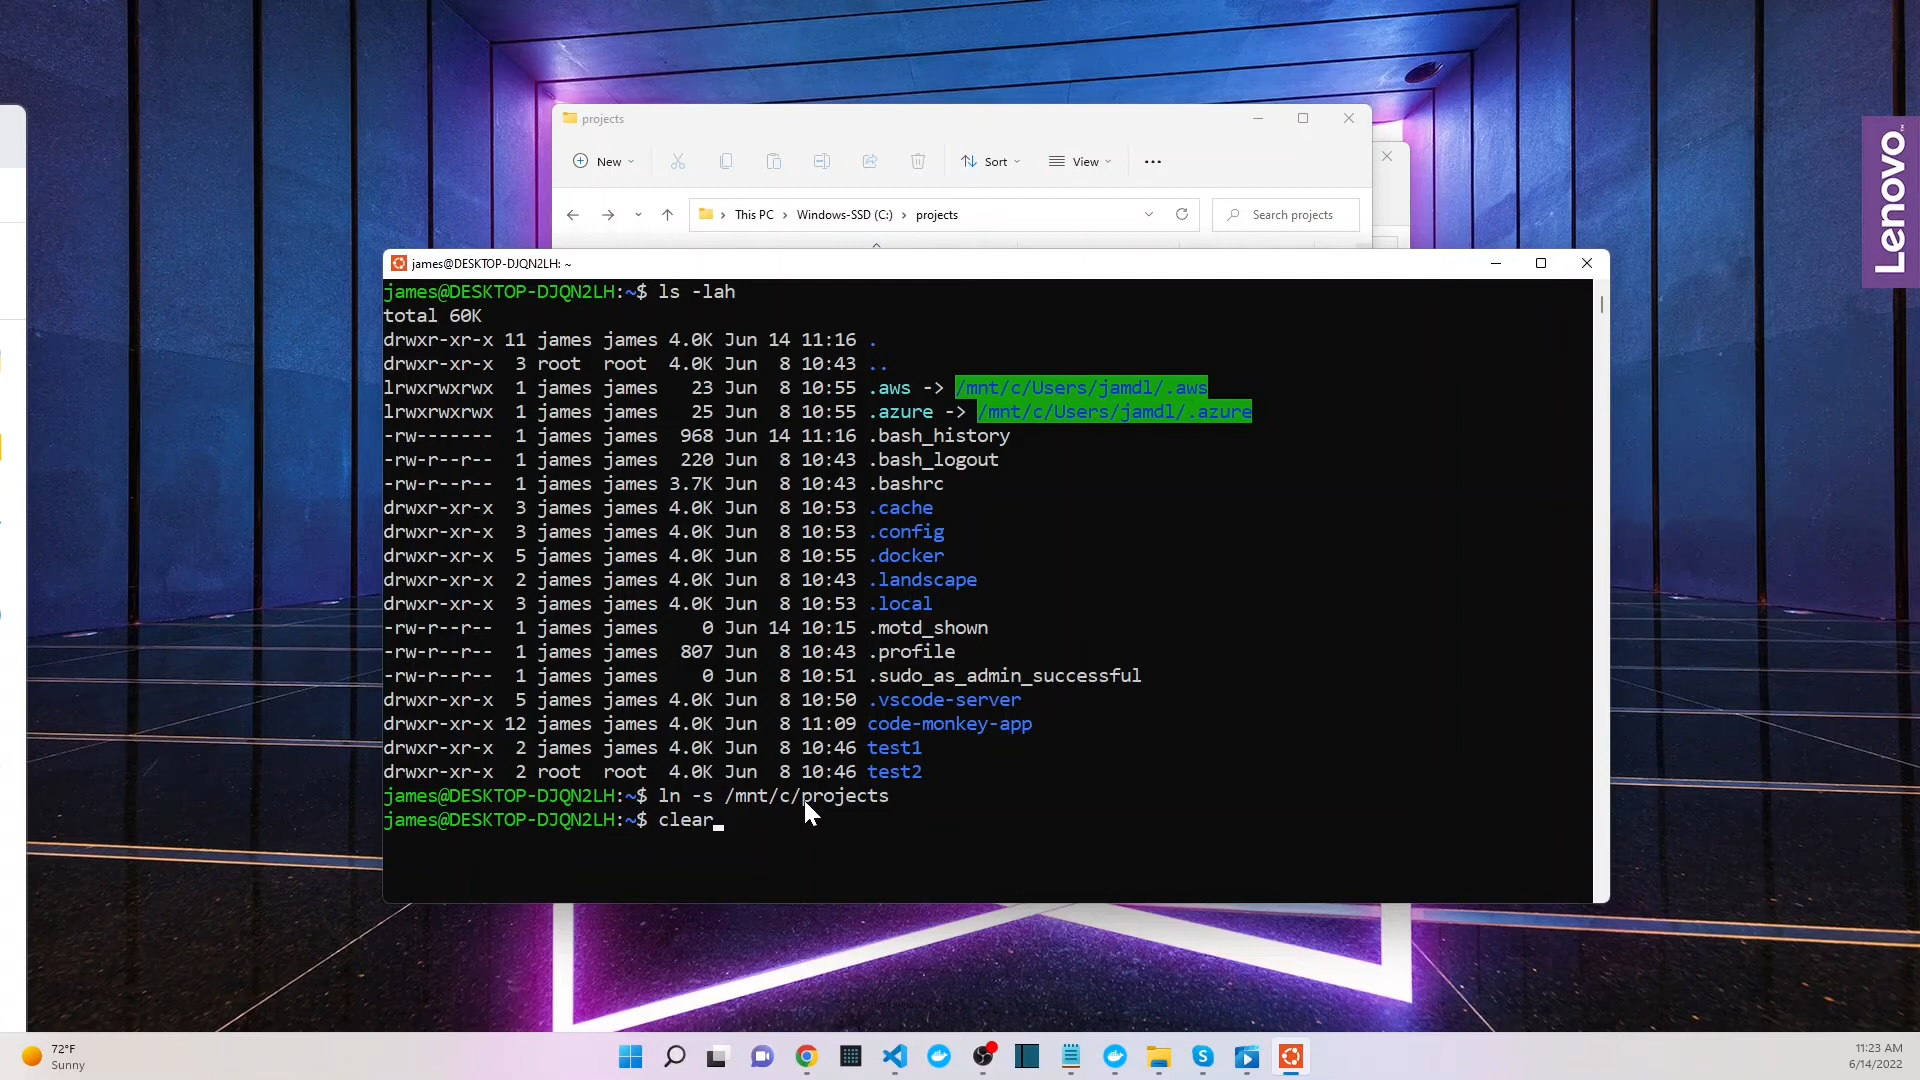 projects
New
Sort
View
This PC > Windows-SSD (C:) > projects
Search projects
Lenovo™
james@DESKTOP-DJQN2LH: ~
james@DESKTOP-DJQN2LH:~$ ls -lah
total 60K
drwxr-xr-x 11 james james 4.0K Jun 14 11:16 .
drwxr-xr-x  3 root  root  4.0K Jun  8 10:43 ..
lrwxrwxrwx  1 james james   23 Jun  8 10:55 .aws -> /mnt/c/Users/jamdl/.aws
lrwxrwxrwx  1 james james   25 Jun  8 10:55 .azure -> /mnt/c/Users/jamdl/.azure
-rw-------  1 james james  968 Jun 14 11:16 .bash_history
-rw-r--r--  1 james james  220 Jun  8 10:43 .bash_logout
-rw-r--r--  1 james james 3.7K Jun  8 10:43 .bashrc
drwxr-xr-x  3 james james 4.0K Jun  8 10:53 .cache
drwxr-xr-x  3 james james 4.0K Jun  8 10:53 .config
drwxr-xr-x  5 james james 4.0K Jun  8 10:55 .docker
drwxr-xr-x  2 james james 4.0K Jun  8 10:43 .landscape
drwxr-xr-x  3 james james 4.0K Jun  8 10:53 .local
-rw-r--r--  1 james james    0 Jun 14 10:15 .motd_shown
-rw-r--r--  1 james james  807 Jun  8 10:43 .profile
-rw-r--r--  1 james james    0 Jun  8 10:51 .sudo_as_admin_successful
drwxr-xr-x  5 james james 4.0K Jun  8 10:50 .vscode-server
drwxr-xr-x 12 james james 4.0K Jun  8 11:09 code-monkey-app
drwxr-xr-x  2 james james 4.0K Jun  8 10:46 test1
drwxr-xr-x  2 root  root  4.0K Jun  8 10:46 test2
james@DESKTOP-DJQN2LH:~$ ln -s /mnt/c/projects
james@DESKTOP-DJQN2LH:~$ clear
72°F
Sunny
11:23 AM
6/14/2022